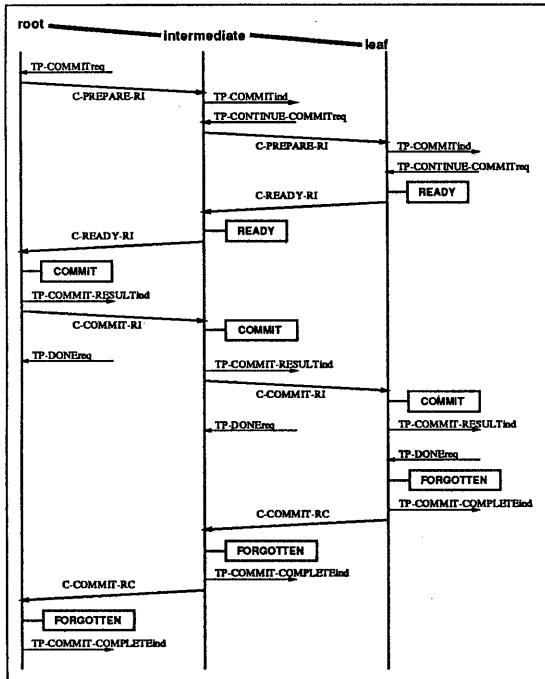 root
intermediate
leaf
TP-COMMITreq
C-PREPARE-RI
TP-COMMITind
TP-CONTINUE-COMMITreq
C-PREPARE-RI
TP-COMMITind
TP-CONTINUE-COMMITreq
READY
C-READY-RI
READY
C-READY-RI
COMMIT
TP-COMMIT-RESULTind
C-COMMIT-RI
COMMIT
TP-DONEreq
TP-COMMIT-RESULTind
C-COMMIT-RI
COMMIT
TP-DONEreq
TP-COMMIT-RESULTind
TP-DONEreq
FORGOTTEN
TP-COMMIT-COMPLETEind
C-COMMIT-RC
FORGOTTEN
TP-COMMIT-COMPLETEind
C-COMMIT-RC
FORGOTTEN
TP-COMMIT-COMPLETEind